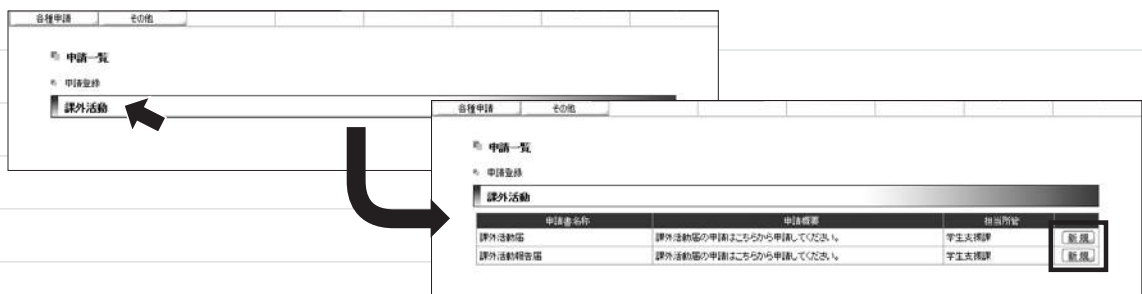 各種申請 その他
申請一覧
申請登録
課外活動
各種申請 その他
申請一覧
申請登録
課外活動
申請書名称 申請概要 担当所管
課外活動届 課外活動届の申請はこちらから申請してください。 学生支援課 新規
課外活動報告届 課外活動届の申請はこちらから申請してください。 学生支援課 新規